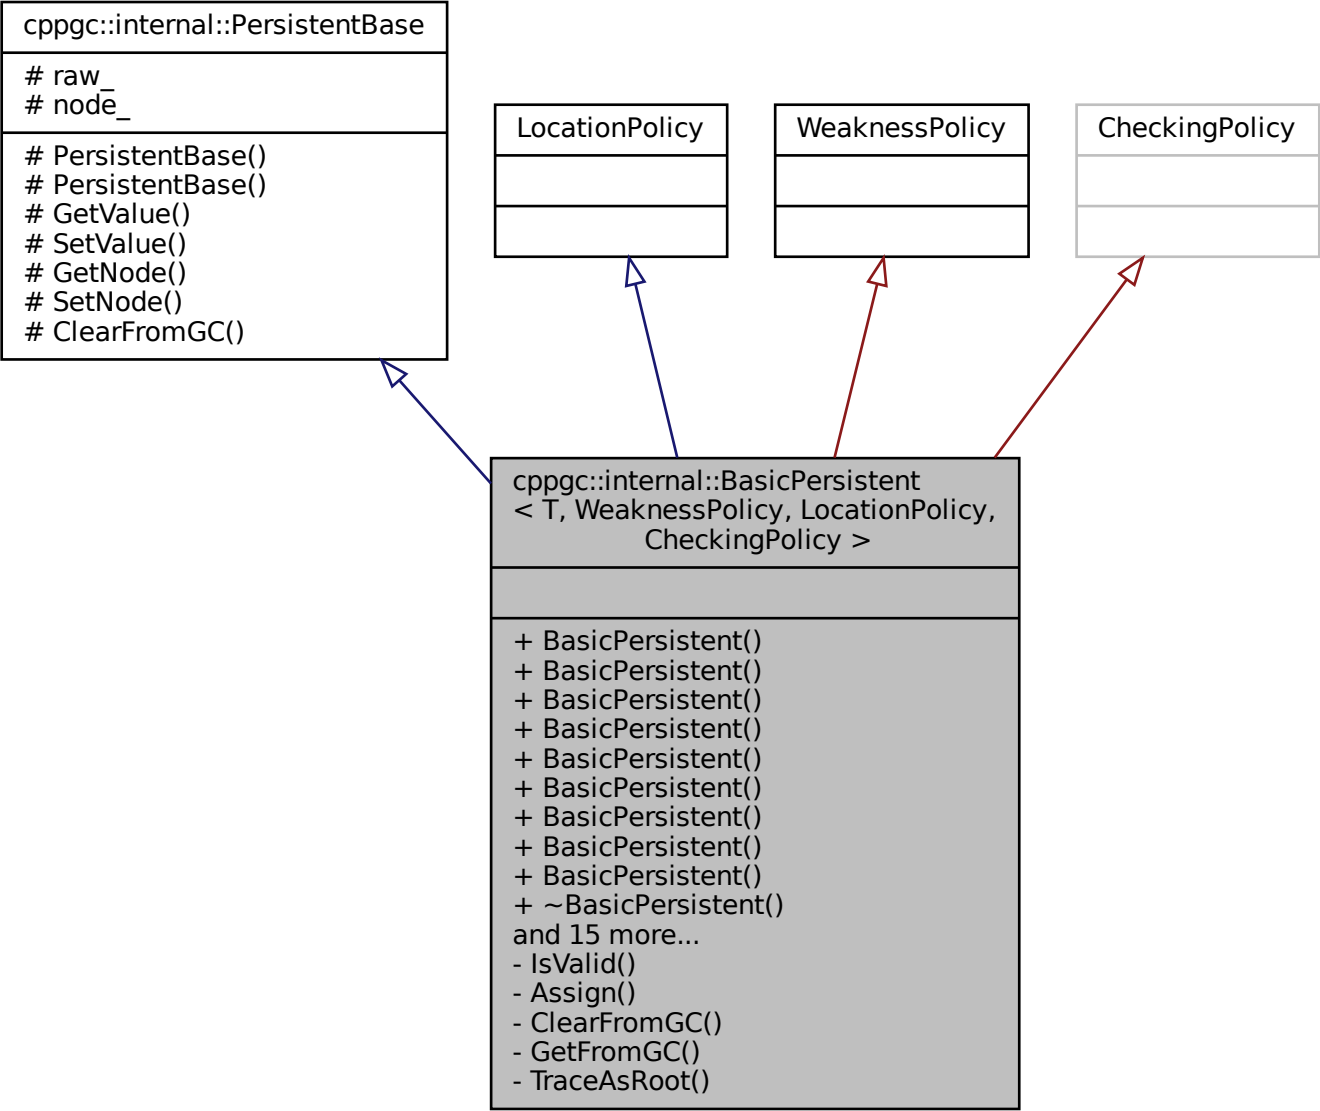 cppgc::internal::PersistentBase
# raw_
# node_
# PersistentBase()
# PersistentBase()
# GetValue()
# SetValue()
# GetNode()
# SetNode()
# ClearFromGC()
LocationPolicy
WeaknessPolicy
CheckingPolicy
cppgc::internal::BasicPersistent
< T, WeaknessPolicy, LocationPolicy,
CheckingPolicy >
+ BasicPersistent()
+ BasicPersistent()
+ BasicPersistent()
+ BasicPersistent()
+ BasicPersistent()
+ BasicPersistent()
+ BasicPersistent()
+ BasicPersistent()
+ BasicPersistent()
+ ~BasicPersistent()
and 15 more...
- IsValid()
- Assign()
- ClearFromGC()
- GetFromGC()
- TraceAsRoot()